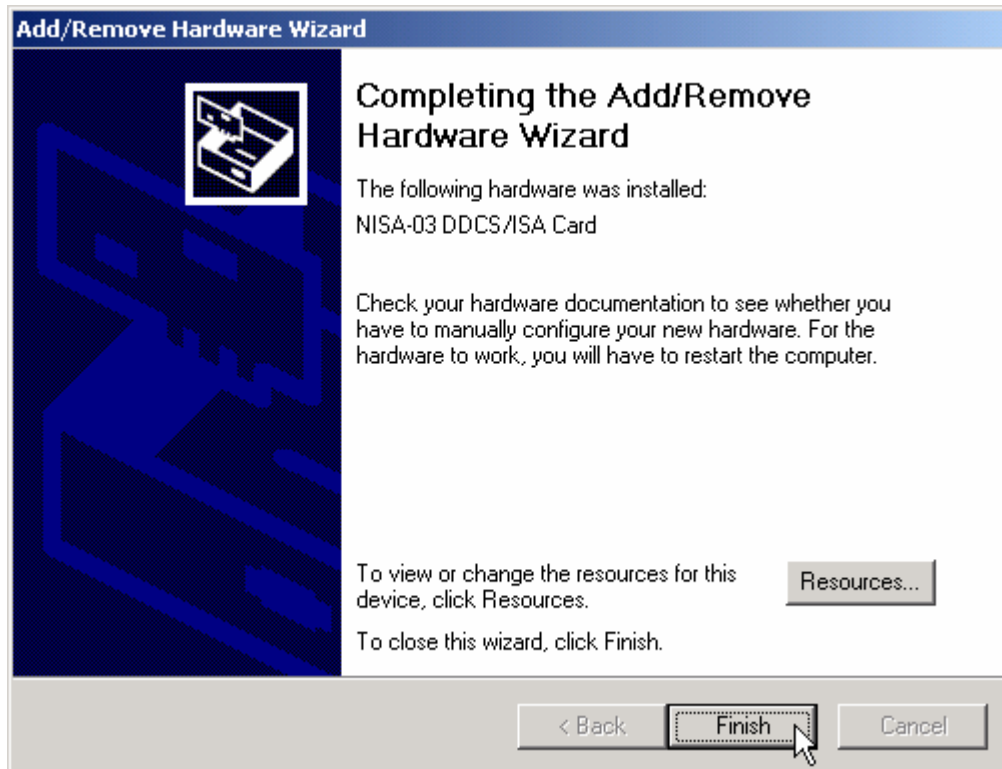 Add/Remove Hardware Wizard
Completing the Add/Remove
Hardware Wizard
The following hardware was installed:
NISA-03 DDCS/ISA Card
Check your hardware documentation to see whether you
have to manually configure your new hardware. For the
hardware to work, you will have to restart the computer.
To view or change the resources for this
device, click Resources.
Resources...
To close this wizard, click Finish.
< Back
Finish
Cancel